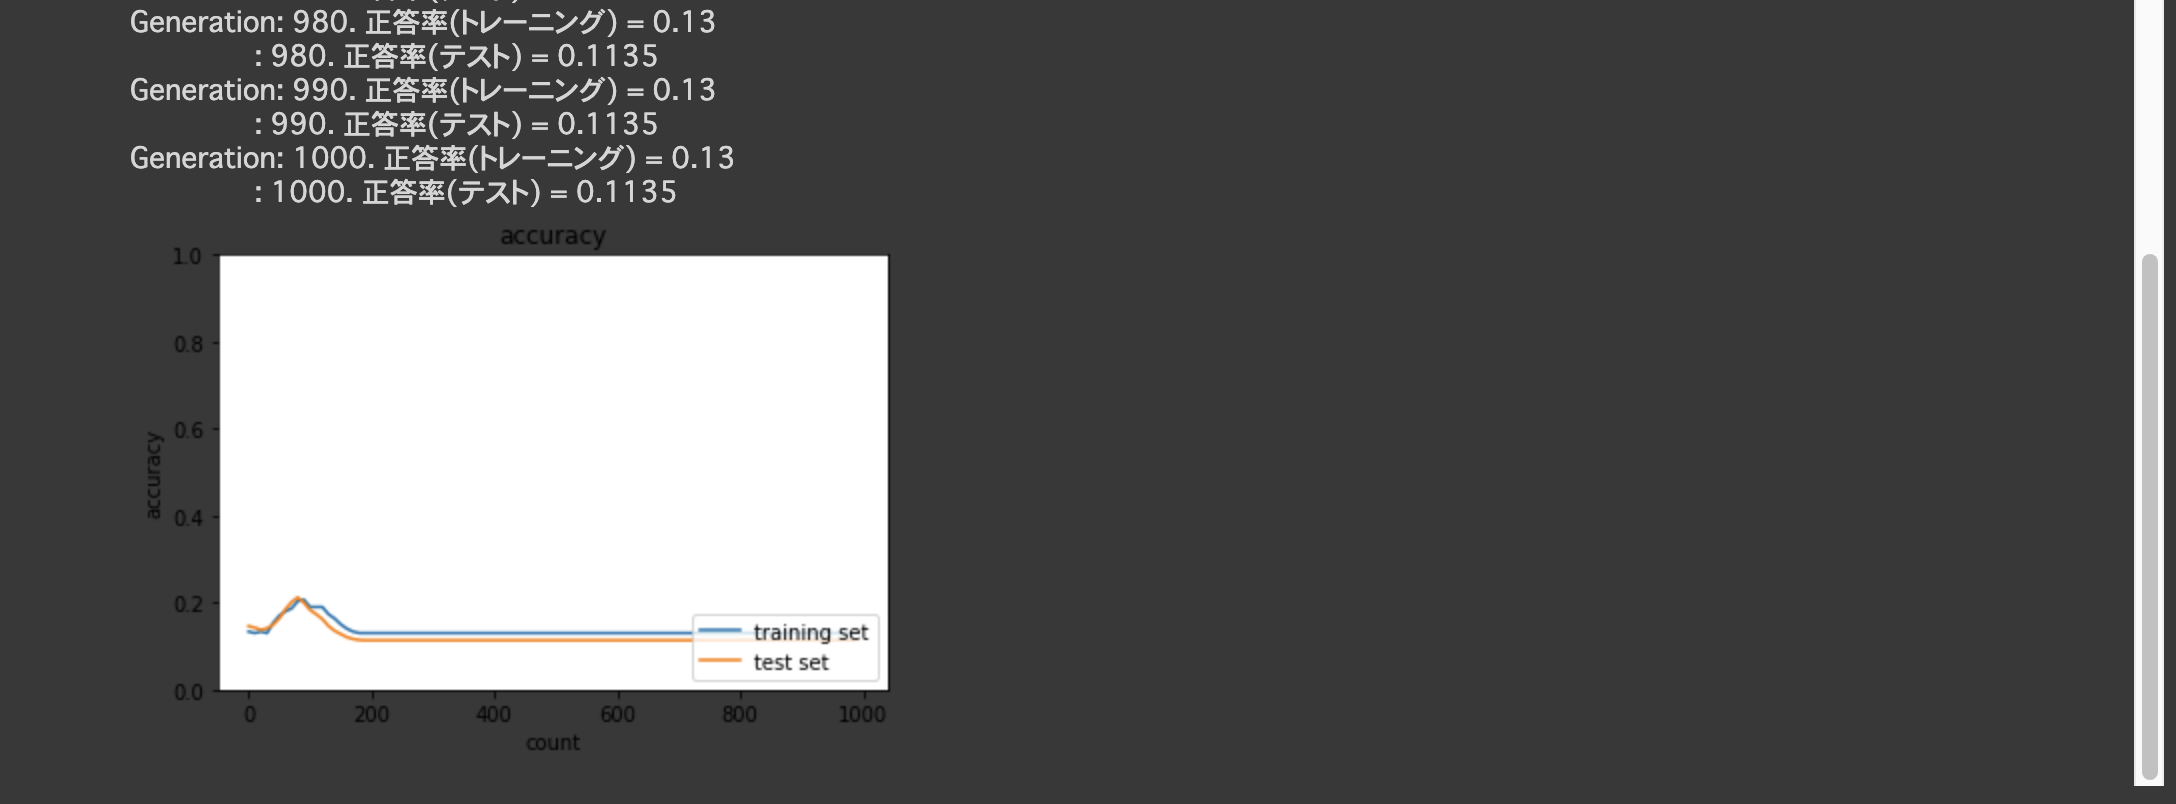 Generation: 980. 正答率(トレーニング) = 0.13
: 980. 正答率(テスト) = 0.1135
Generation: 990. 正答率(トレーニング) = 0.13
: 990. 正答率(テスト) = 0.1135
Generation: 1000. 正答率(トレーニング) = 0.13
: 1000. 正答率(テスト) = 0.1135
accuracy
1.0
0.8
0.6
0.4
0.2
0.0
accuracy
training set
test set
0 200 400 600 800 1000
count